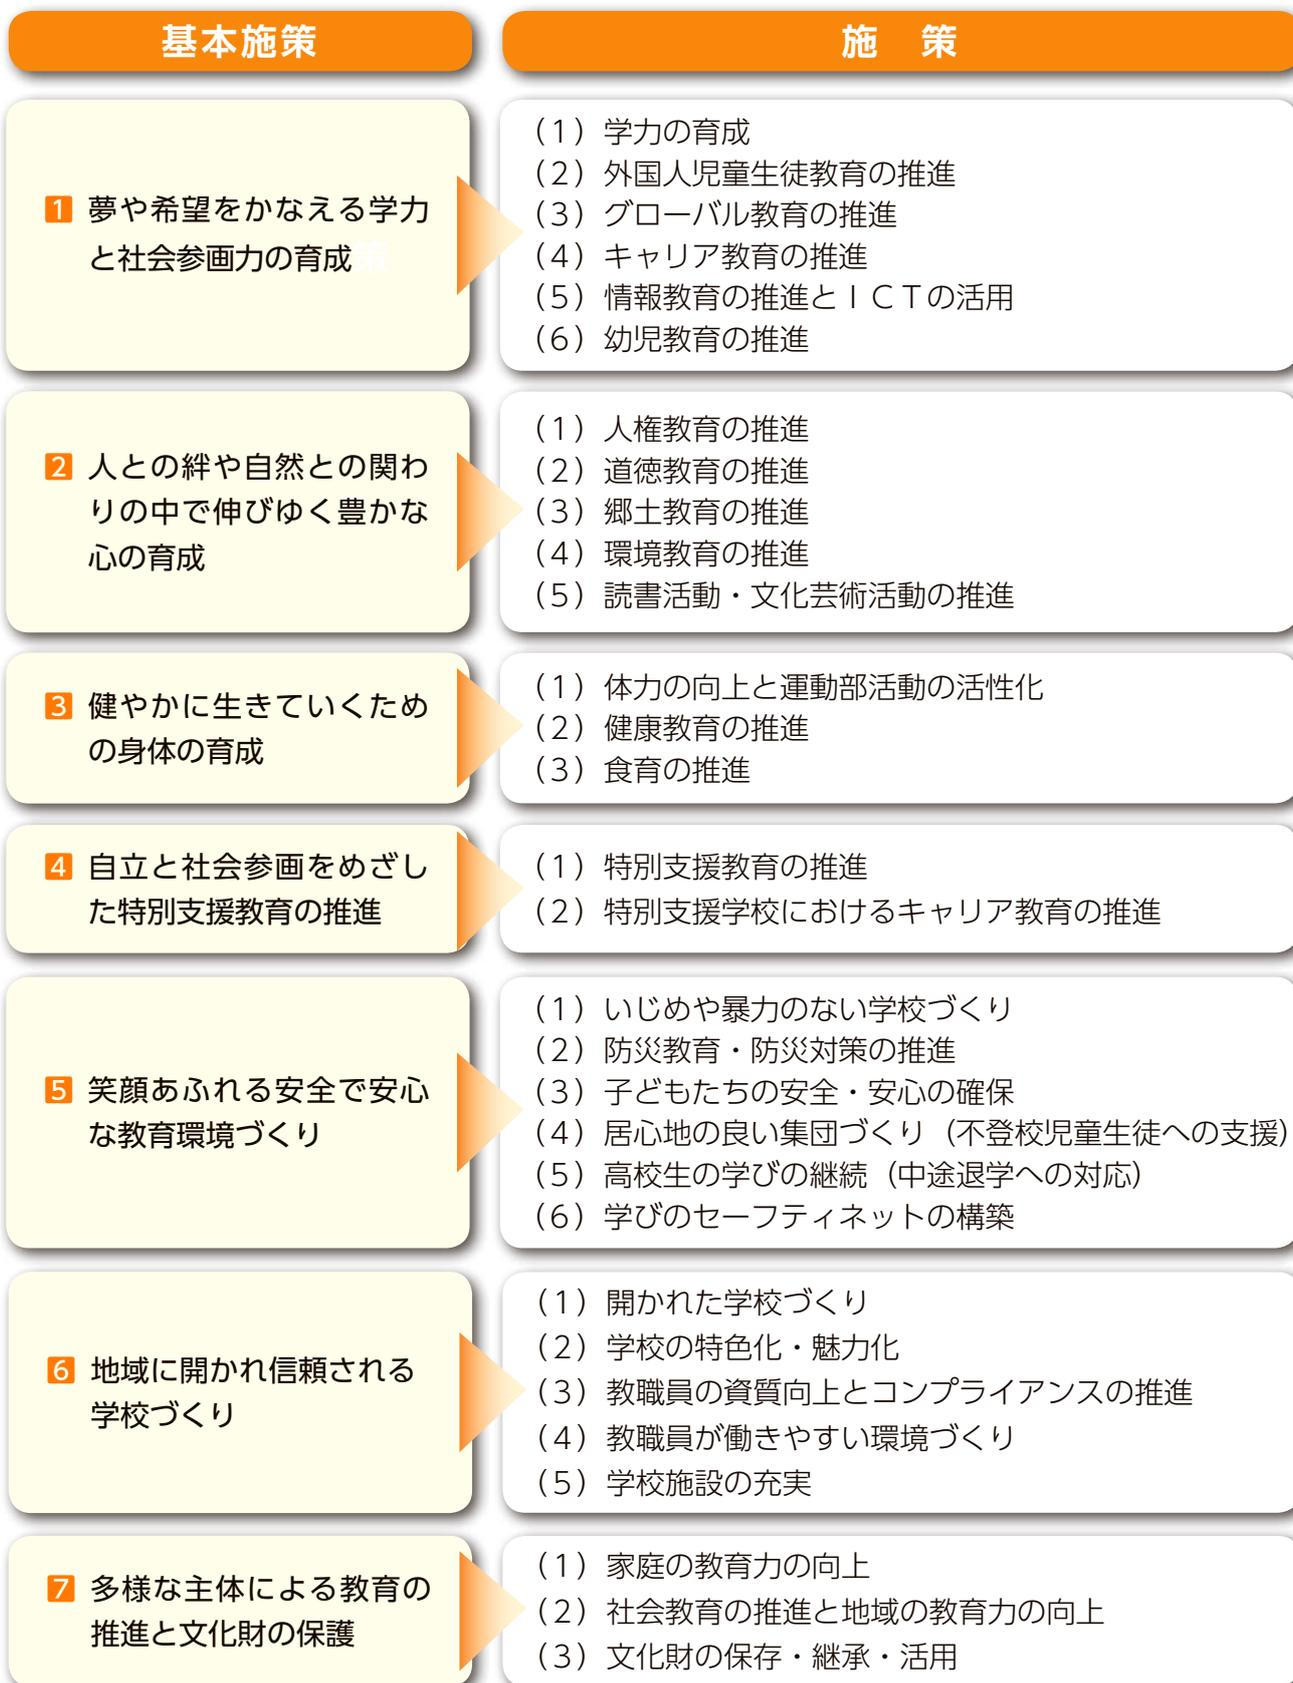 基本施策
施　策
1 夢や希望をかなえる学力
と社会参画力の育成
（1）学力の育成
（2）外国人児童生徒教育の推進
（3）グローバル教育の推進
（4）キャリア教育の推進
（5）情報教育の推進とＩＣＴの活用
（6）幼児教育の推進
2 人との絆や自然との関わ
りの中で伸びゆく豊かな
心の育成
（1）人権教育の推進
（2）道徳教育の推進
（3）郷土教育の推進
（4）環境教育の推進
（5）読書活動・文化芸術活動の推進
3 健やかに生きていくため
の身体の育成
（1）体力の向上と運動部活動の活性化
（2）健康教育の推進
（3）食育の推進
4 自立と社会参画をめざし
た特別支援教育の推進
（1）特別支援教育の推進
（2）特別支援学校におけるキャリア教育の推進
5 笑顔あふれる安全で安心
な教育環境づくり
（1）いじめや暴力のない学校づくり
（2）防災教育・防災対策の推進
（3）子どもたちの安全・安心の確保
（4）居心地の良い集団づくり（不登校児童生徒への支援）
（5）高校生の学びの継続（中途退学への対応）
（6）学びのセーフティネットの構築
6 地域に開かれ信頼される
学校づくり
（1）開かれた学校づくり
（2）学校の特色化・魅力化
（3）教職員の資質向上とコンプライアンスの推進
（4）教職員が働きやすい環境づくり
（5）学校施設の充実
7 多様な主体による教育の
推進と文化財の保護
（1）家庭の教育力の向上
（2）社会教育の推進と地域の教育力の向上
（3）文化財の保存・継承・活用